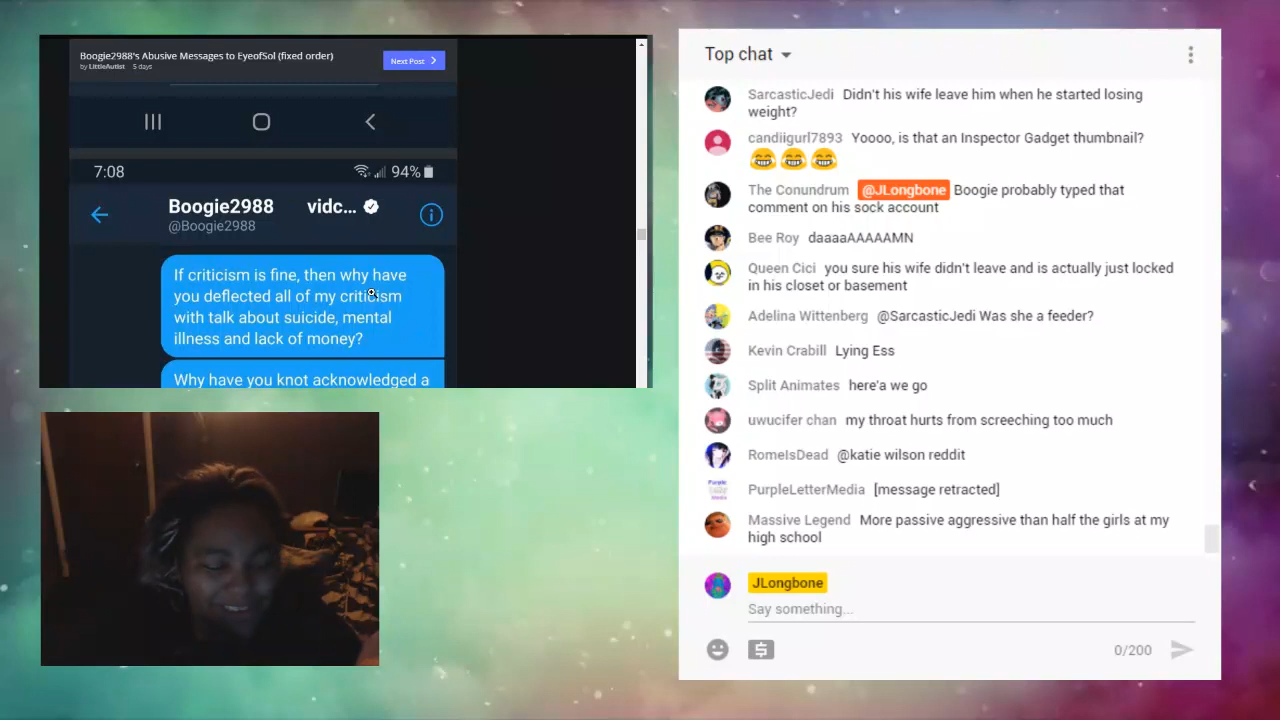 Boogie2988's Abusive Messages to EyeofSol (fixed order)
by LittleAutist 5 days
Next Post
7:08
94%
Boogie2988 vidc...
@Boogie2988
If criticism is fine, then why have
you deflected all of my criticism
with talk about suicide, mental
illness and lack of money?
Why have you knot acknowledged a
Top chat
SarcasticJedi Didn't his wife leave him when he started losing
weight?
candiigurl7893 Yoooo, is that an Inspector Gadget thumbnail?
The Conundrum @JLongbone Boogie probably typed that
comment on his sock account
Bee Roy daaaaAAAAAMN
Queen Cici you sure his wife didn't leave and is actually just locked
in his closet or basement
Adelina Wittenberg @SarcasticJedi Was she a feeder?
Kevin Crabill Lying Ess
Split Animates here'a we go
uwucifer chan my throat hurts from screeching too much
RomeIsDead @katie wilson reddit
PurpleLetterMedia [message retracted]
Massive Legend More passive aggressive than half the girls at my
high school
JLongbone
Say something...
0/200